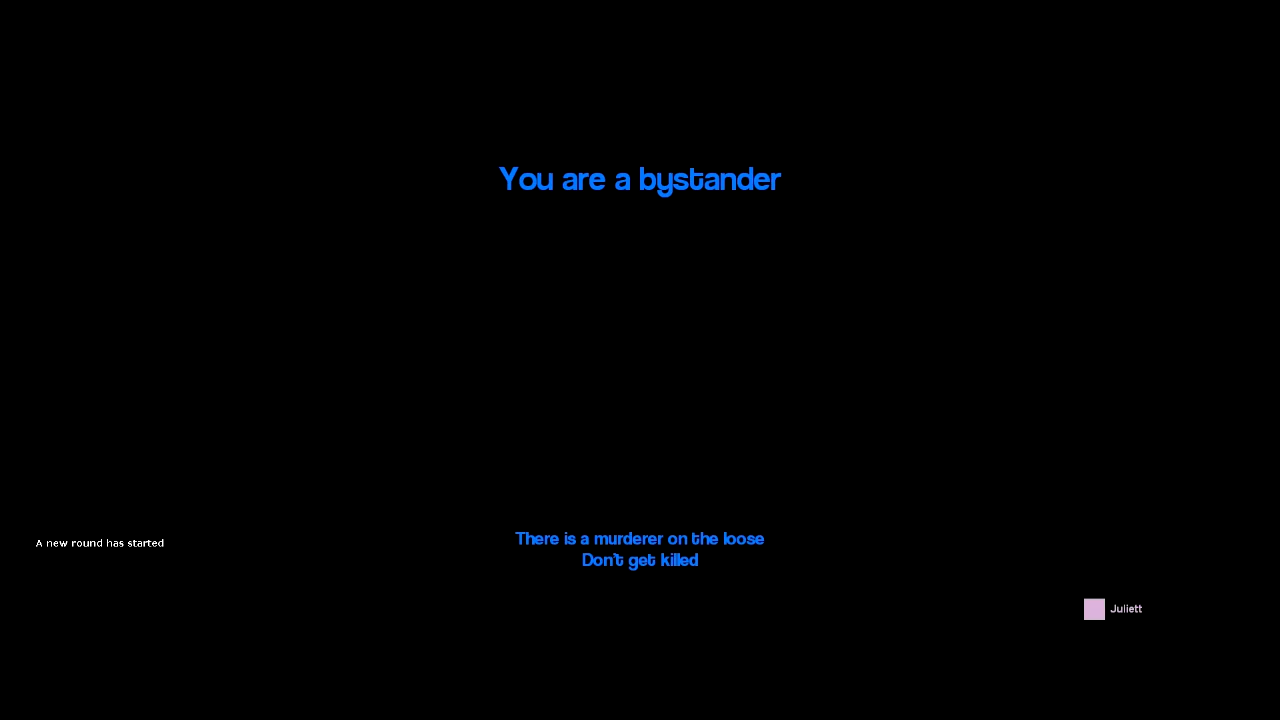 You are a bystander
There is a murderer on the loose
Don't get killed
A new round has started
Juliett